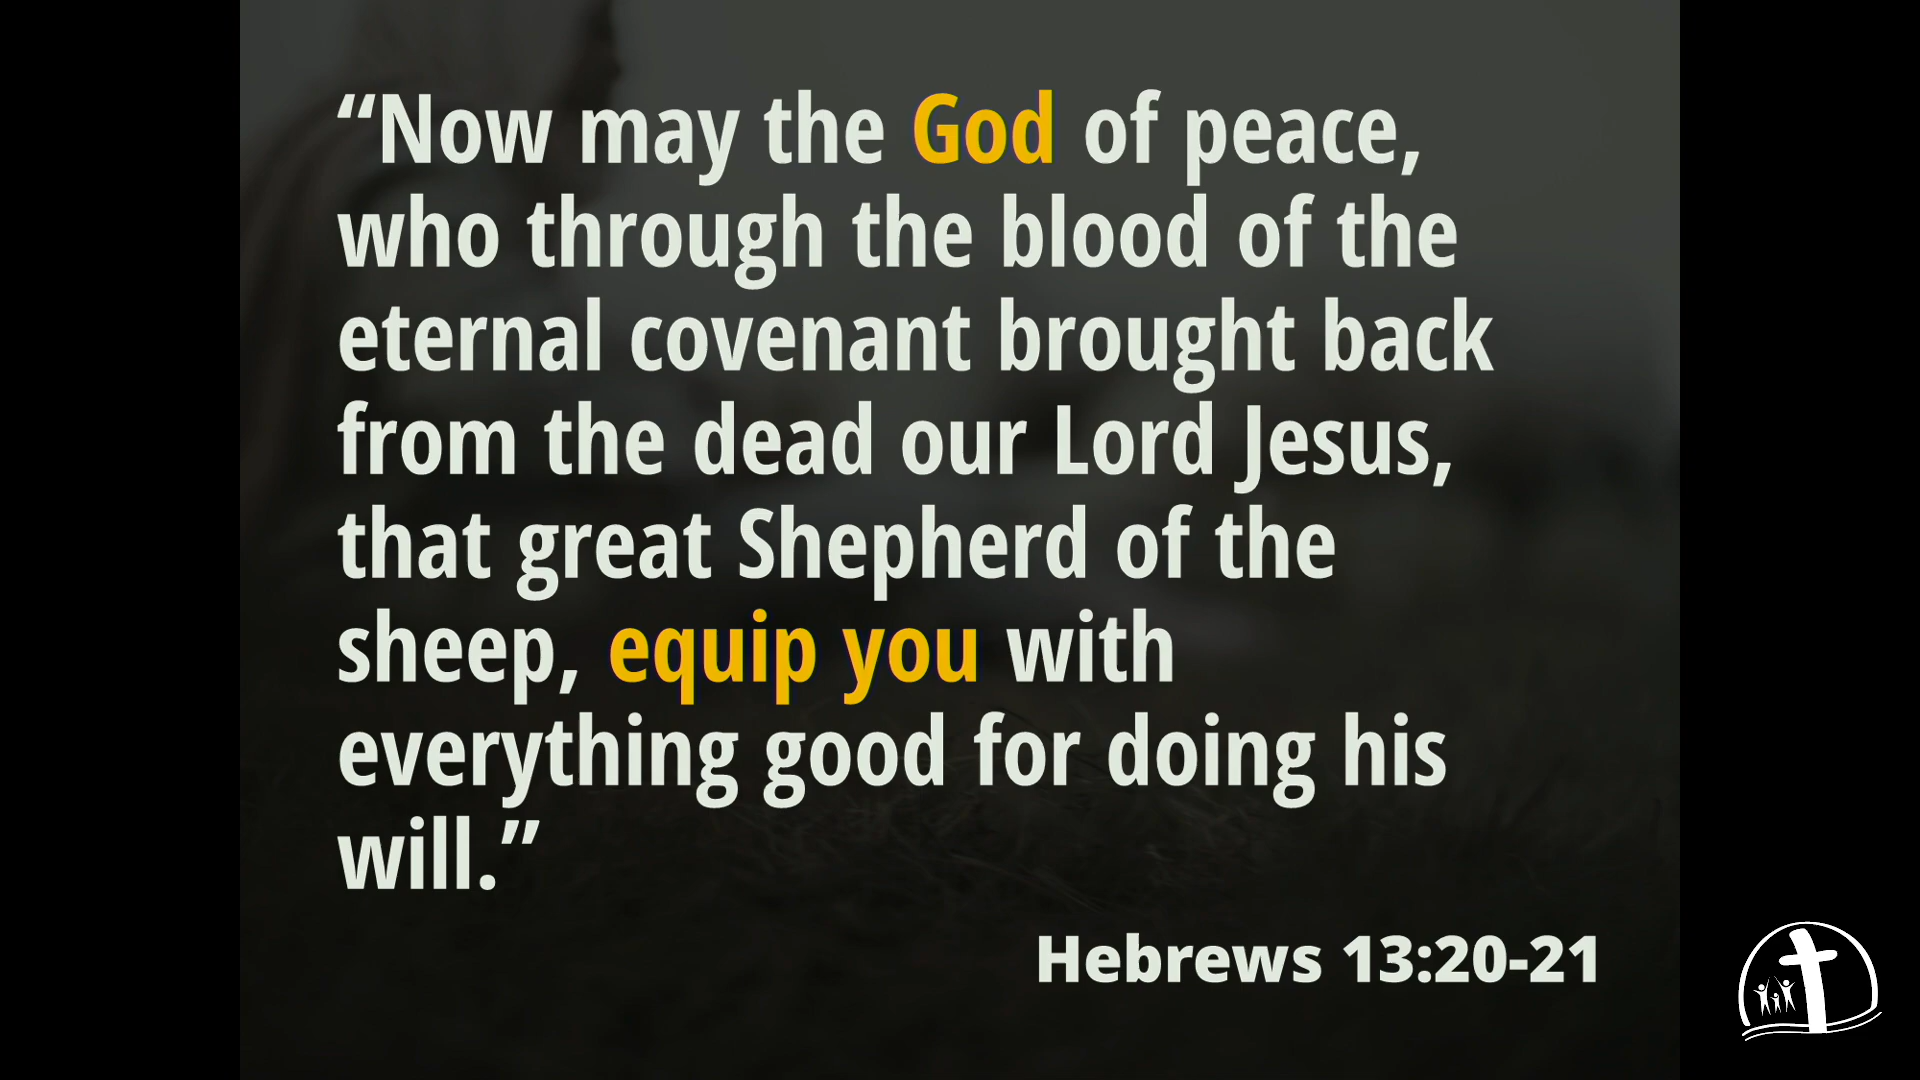 “Now may the God of peace,
who through the blood of the
eternal covenant brought back
from the dead our Lord Jesus,
that great Shepherd of the
sheep, equip you with
everything good for doing his
will.”
Hebrews 13:20-21